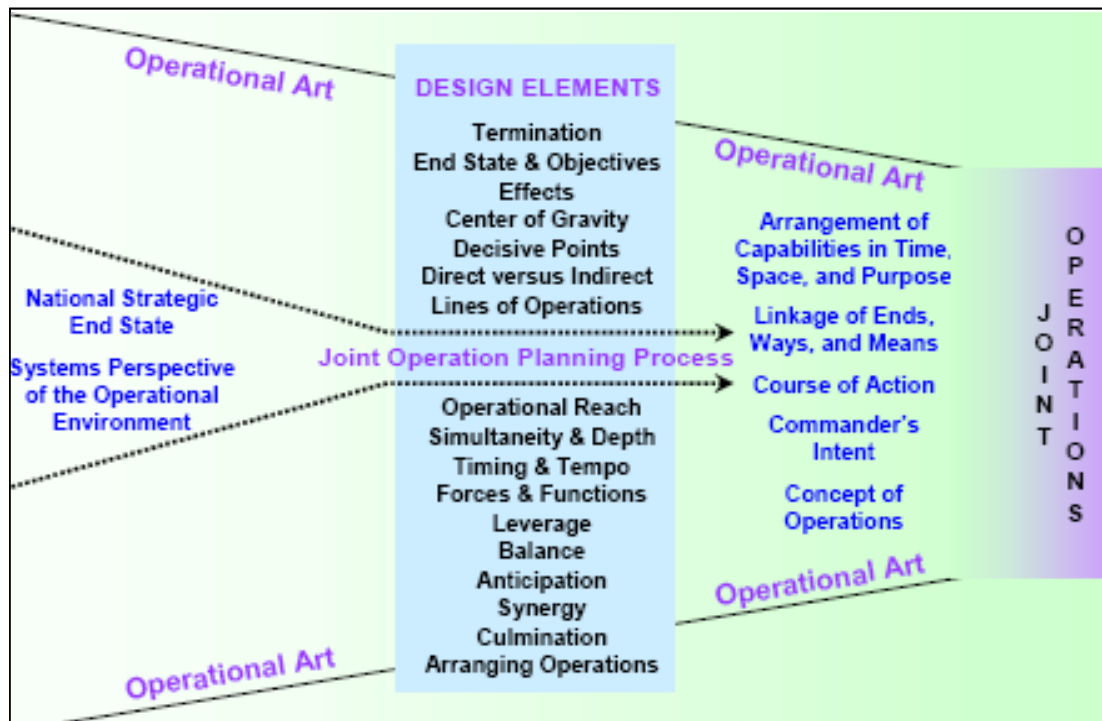 Operational Art
Operational Art
National Strategic
End State
Systems Perspective
of the Operational
Environment
Operational Art
DESIGN ELEMENTS
Termination
End State & Objectives
Effects
Center of Gravity
Decisive Points
Direct versus Indirect
Lines of Operations
Joint Operation Planning Process
Operational Reach
Simultaneity & Depth
Timing & Tempo
Forces & Functions
Leverage
Balance
Anticipation
Synergy
Culmination
Arranging Operations
Arrangement of
Capabilities in Time,
Space, and Purpose
Linkage of Ends,
Ways, and Means
Course of Action
Commander's
Intent
Concept of
Operations
Operational Art
JOINT
OPERATIONS